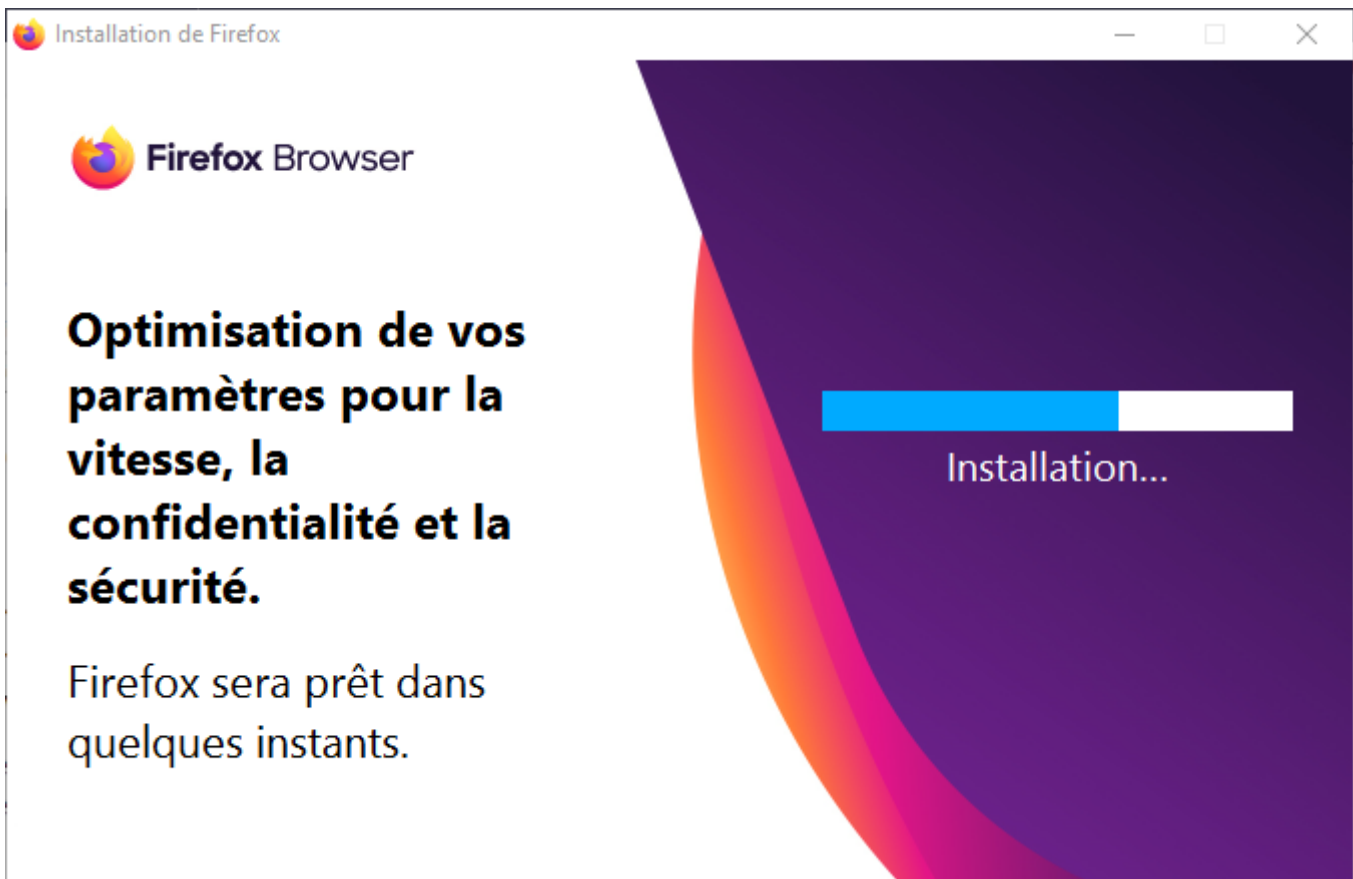 Installation de Firefox
Firefox Browser
Optimisation de vos
paramètres pour la
vitesse, la
confidentialité et la
sécurité.
Firefox sera prêt dans
quelques instants.
Installation...